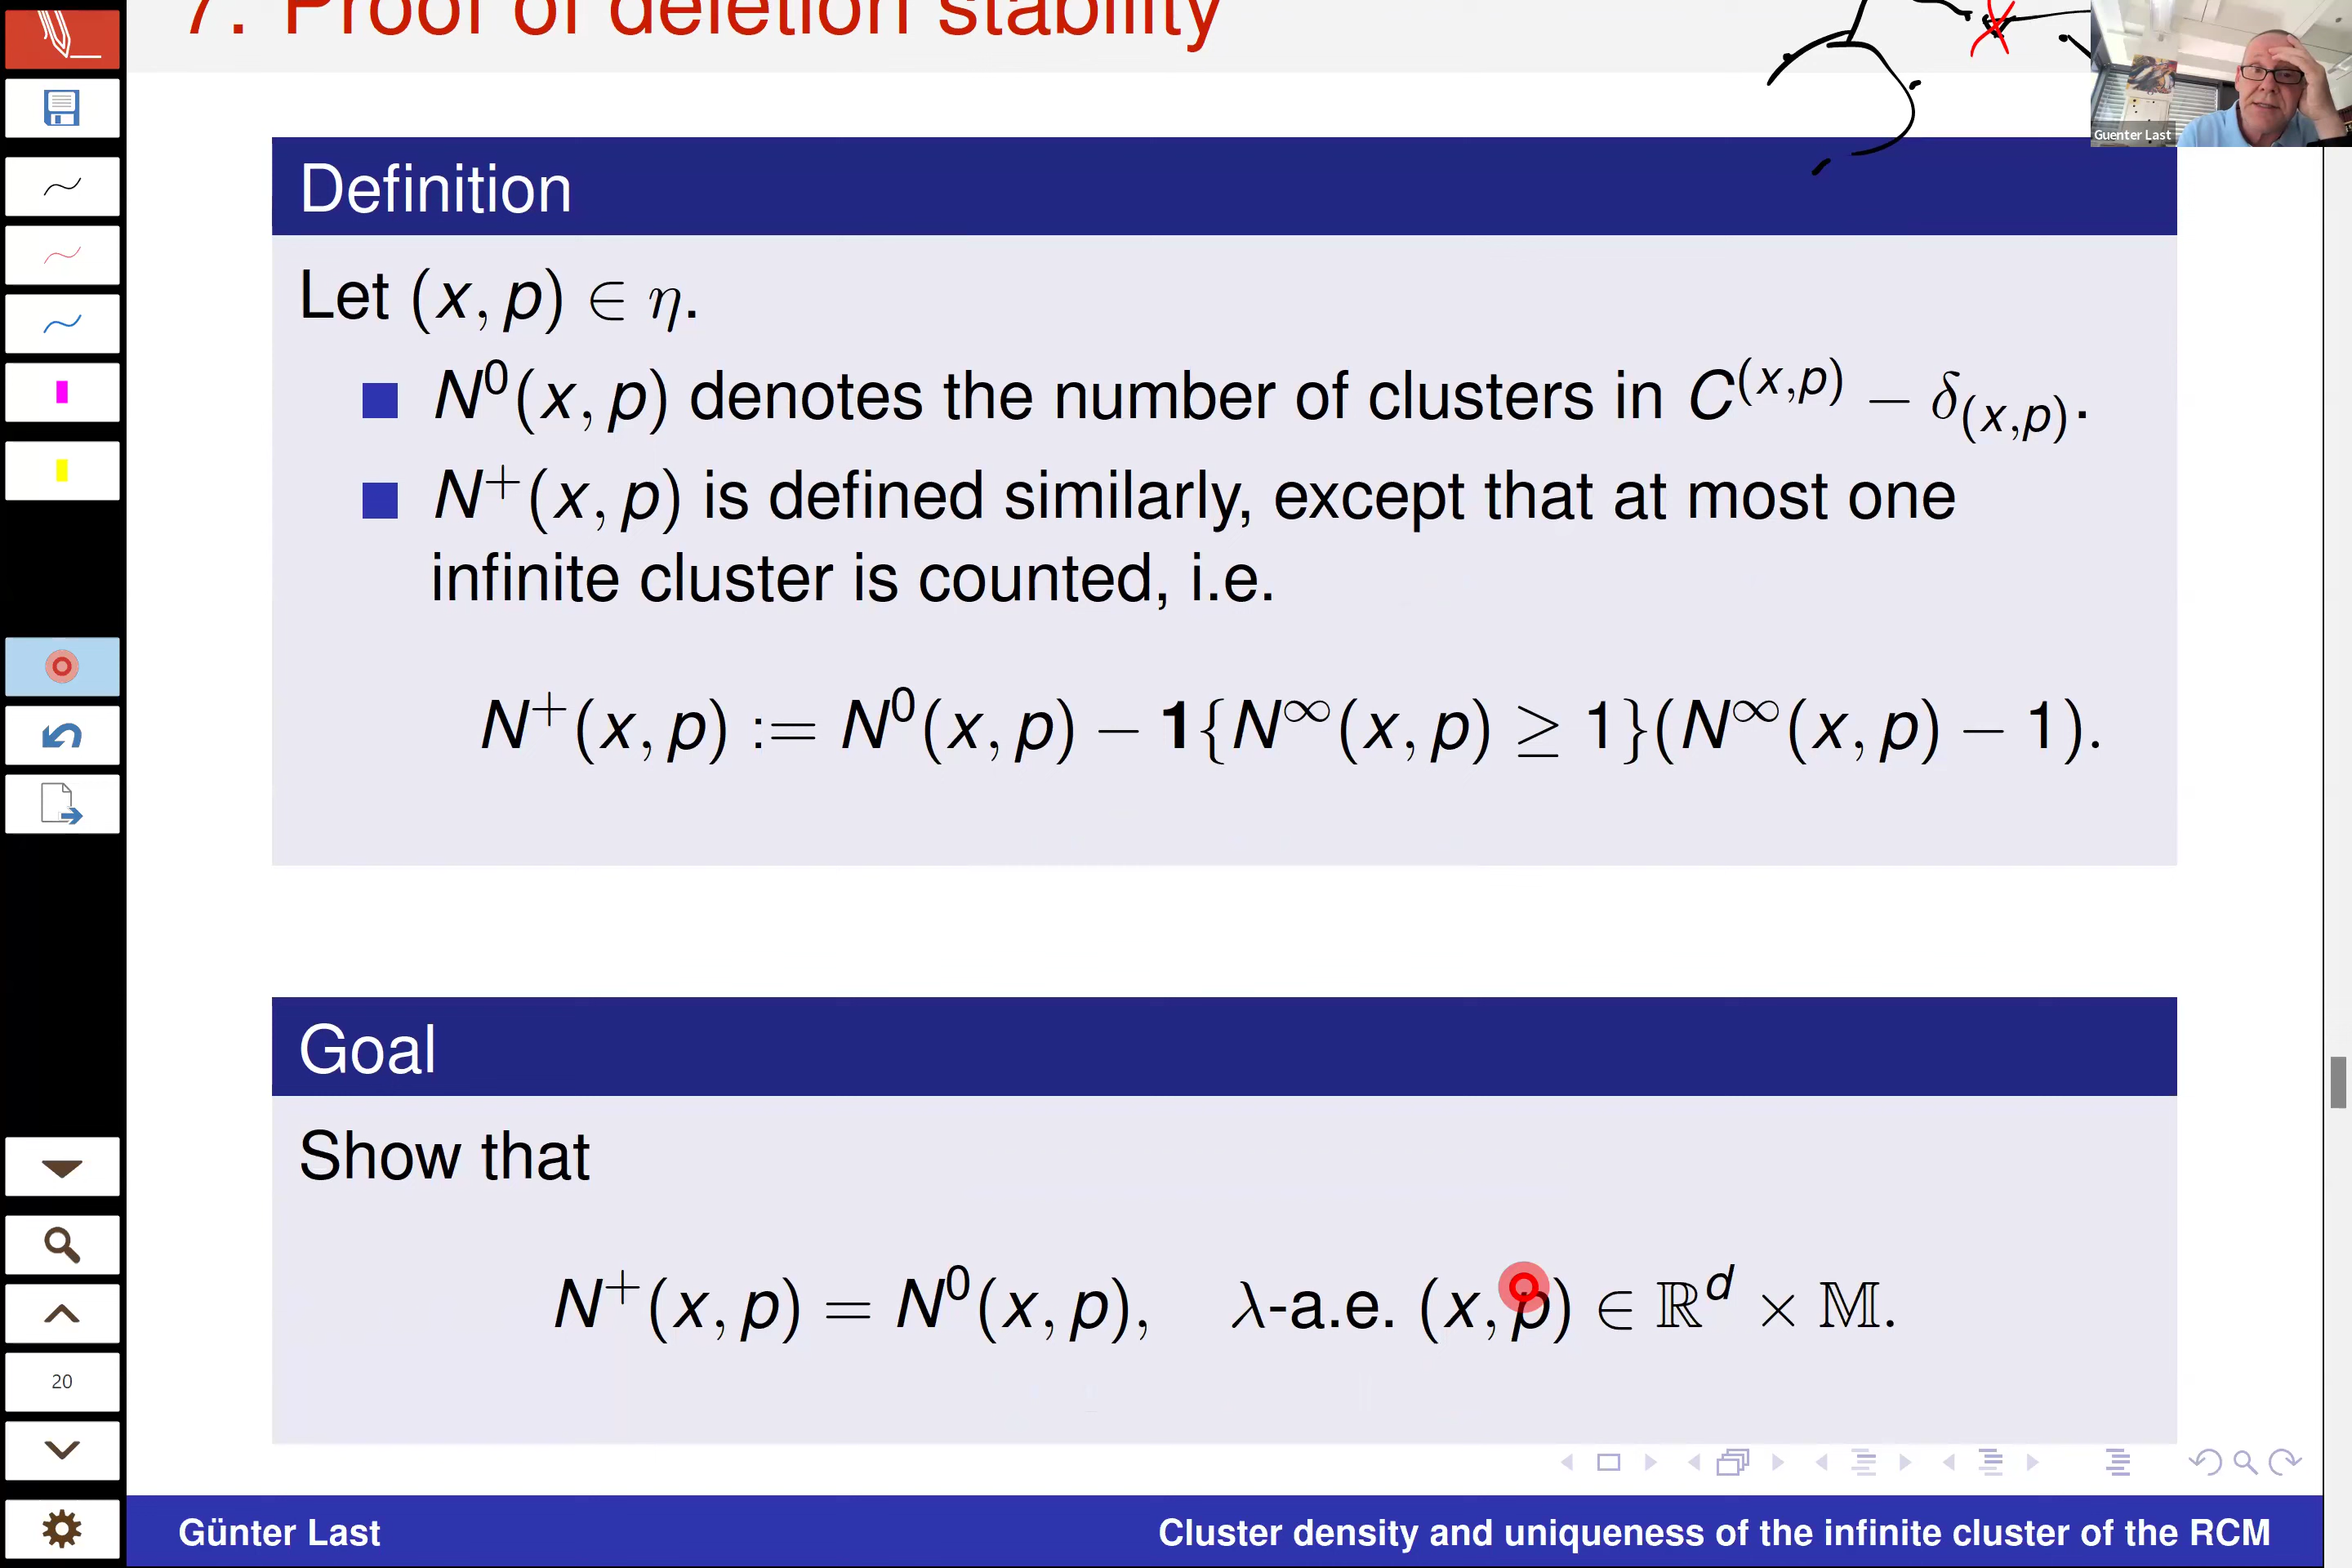 7. Proof of deletion stability
Guenter Last
Definition
Let (x, p) ∈ η.
N⁰(x, p) denotes the number of clusters in C^(x,p) − δ_(x,p).
N⁺(x, p) is defined similarly, except that at most one
infinite cluster is counted, i.e.
N⁺(x, p) := N⁰(x, p) − 1{N^∞(x, p) ≥ 1}(N^∞(x, p) − 1).
Goal
Show that
N⁺(x, p) = N⁰(x, p), λ-a.e. (x, p) ∈ ℝ^d × 𝕄.
20
Günter Last Cluster density and uniqueness of the infinite cluster of the RCM